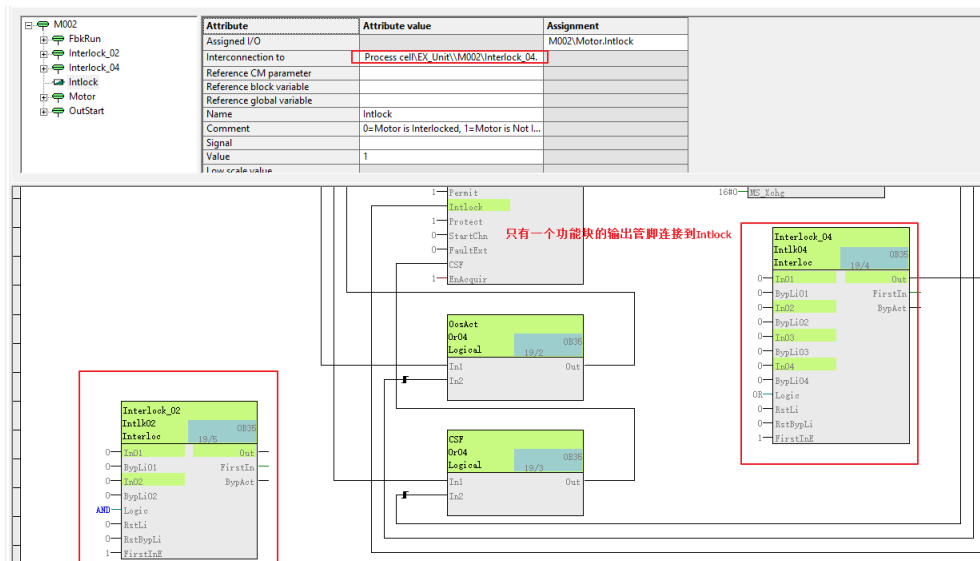 M002
FbkRun
Interlock_02
Interlock_04
Intlock
Motor
OutStart
Attribute
Attribute value
Assignment
Assigned I/O
M002\Motor.Intlock
Interconnection to
Process cell\EX_Unit\\M002\Interlock_04.
Reference CM parameter
Reference block variable
Reference global variable
Name
Intlock
Comment
0=Motor is Interlocked, 1=Motor is Not I...
Signal
Value
1
Low scale value
1
Permit
Intlock
1
Protect
0
StartChn
0
FaultExt
CSF
1
EnAcquir
16#0
MS_Xchg
只有一个功能块的输出管脚连接到Intlock
Interlock_04
Intlk04
OB35
Interloc
19/4
0
In01
Out
0
BypLi01
FirstIn
0
In02
BypAct
0
BypLi02
0
In03
0
BypLi03
0
In04
0
BypLi04
OR
Logic
0
RstLi
0
RstBypLi
1
FirstInE
OosAct
Or04
OB35
Logical
19/2
In1
Out
In2
Interlock_02
Intlk02
OB35
Interloc
19/5
0
In01
Out
0
BypLi01
FirstIn
0
In02
BypAct
0
BypLi02
AND
Logic
0
RstLi
0
RstBypLi
1
FirstInE
CSF
Or04
OB35
Logical
19/3
In1
Out
In2